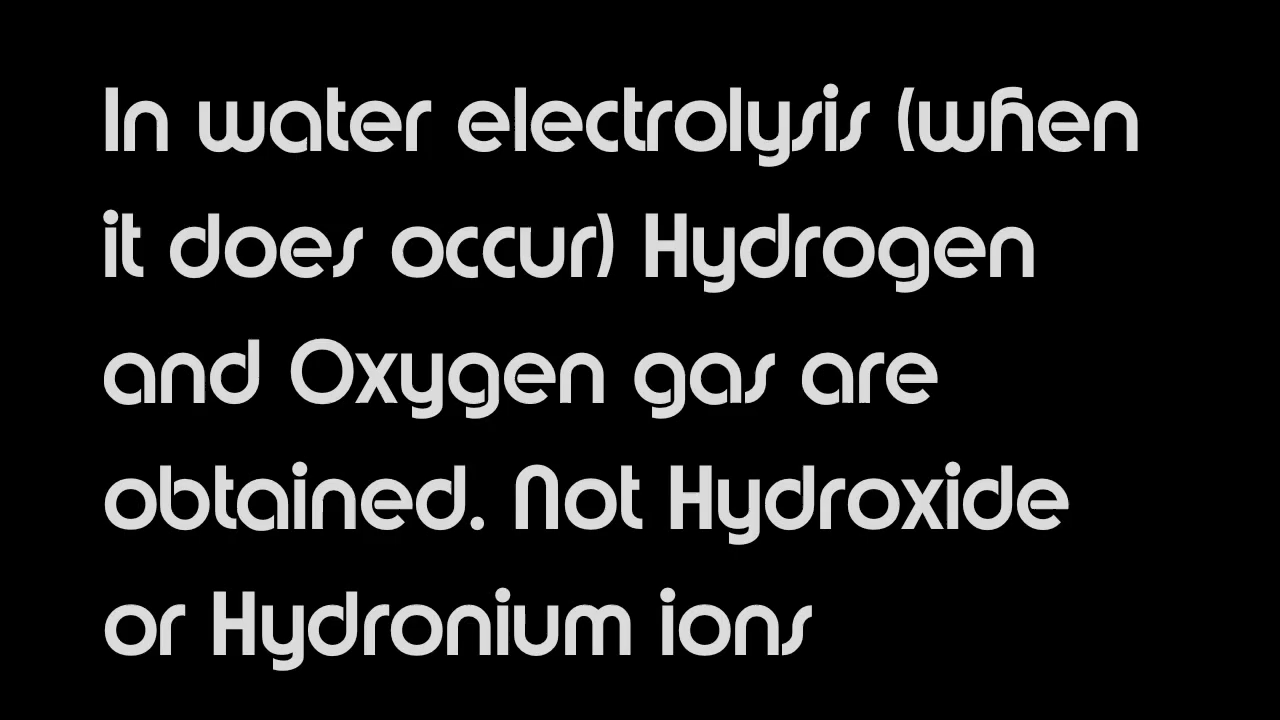 In water electrolysis (when
it does occur) Hydrogen
and Oxygen gas are
obtained. Not Hydroxide
or Hydronium ions